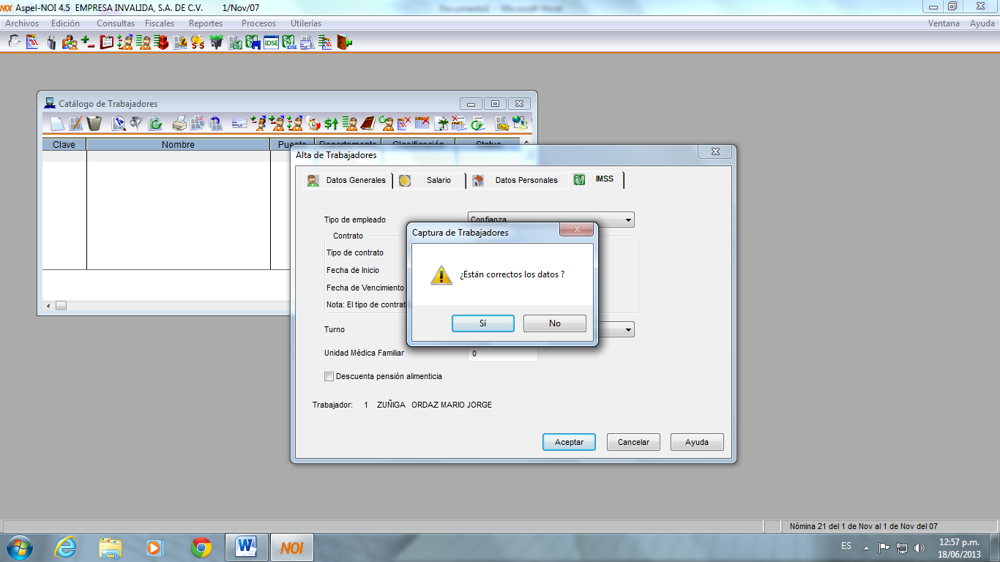 NOI Aspel-NOI 4.5 EMPRESA INVALIDA, S.A. DE C.V. 1/Nov/07
Archivos Edición Consultas Fiscales Reportes Procesos Utilerías Ventana Ayuda
IDSE IDSE
Catálogo de Trabajadores
Clave Nombre Puesto Departamento Clasificación Status
Alta de Trabajadores
Datos Generales Salario Datos Personales IMSS
Tipo de empleado Confianza
Contrato
Tipo de contrato
Fecha de Inicio
Fecha de Vencimiento
Nota: El tipo de contrat
Captura de Trabajadores
¿Están correctos los datos ?
Sí No
Turno
Unidad Médica Familiar 0
Descuenta pensión alimenticia
Trabajador: 1 ZUÑIGA ORDAZ MARIO JORGE
Aceptar Cancelar Ayuda
Nómina 21 del 1 de Nov al 1 de Nov del 07
W NOI ES 12:57 p.m.
18/06/2013